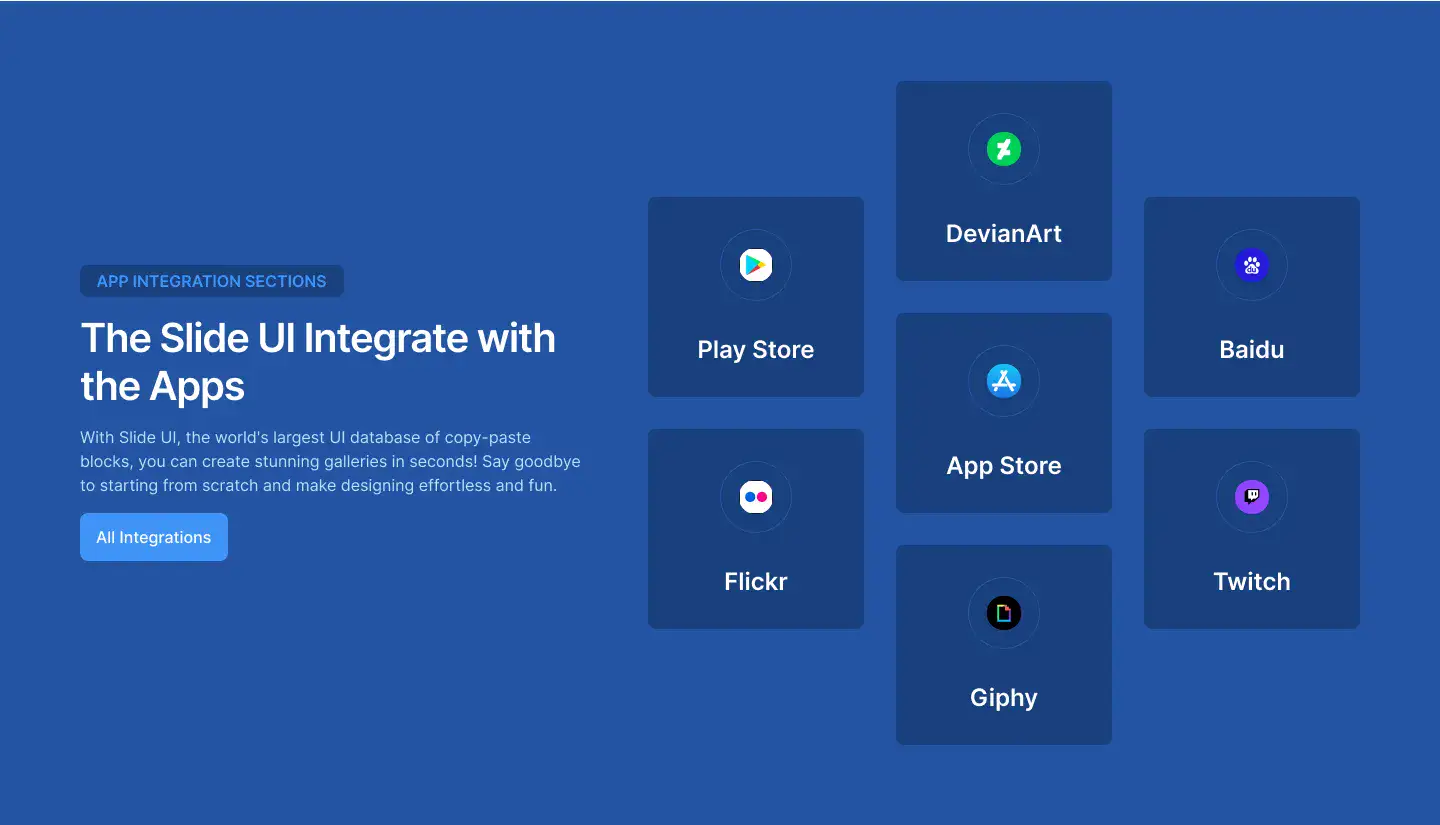 APP INTEGRATION SECTIONS
The Slide UI Integrate with
the Apps
With Slide UI, the world's largest UI database of copy-paste
blocks, you can create stunning galleries in seconds! Say goodbye
to starting from scratch and make designing effortless and fun.
All Integrations
Play Store
Flickr
DevianArt
App Store
Giphy
du
Baidu
Twitch